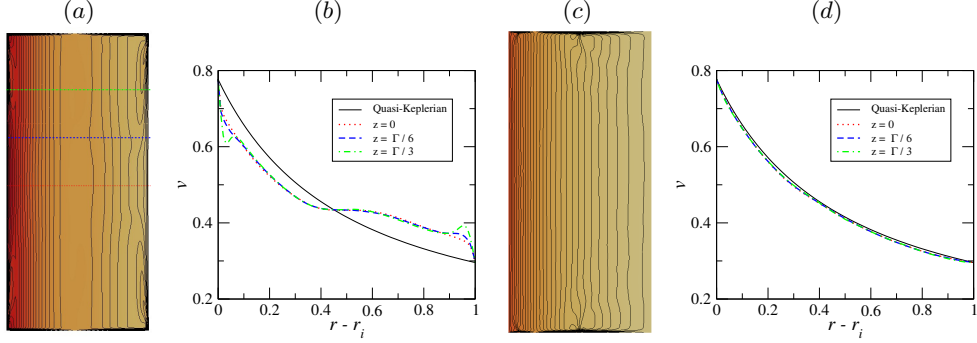 (a)
(b)
(c)
(d)
0.8
0.6
v
0.4
0.2
Quasi-Keplerian
z = 0
z = Γ / 6
z = Γ / 3
0 0.2 0.4 0.6 0.8 1
r - r_i
0.8
0.6
v
0.4
0.2
Quasi-Keplerian
z = 0
z = Γ / 6
z = Γ / 3
0 0.2 0.4 0.6 0.8 1
r - r_i